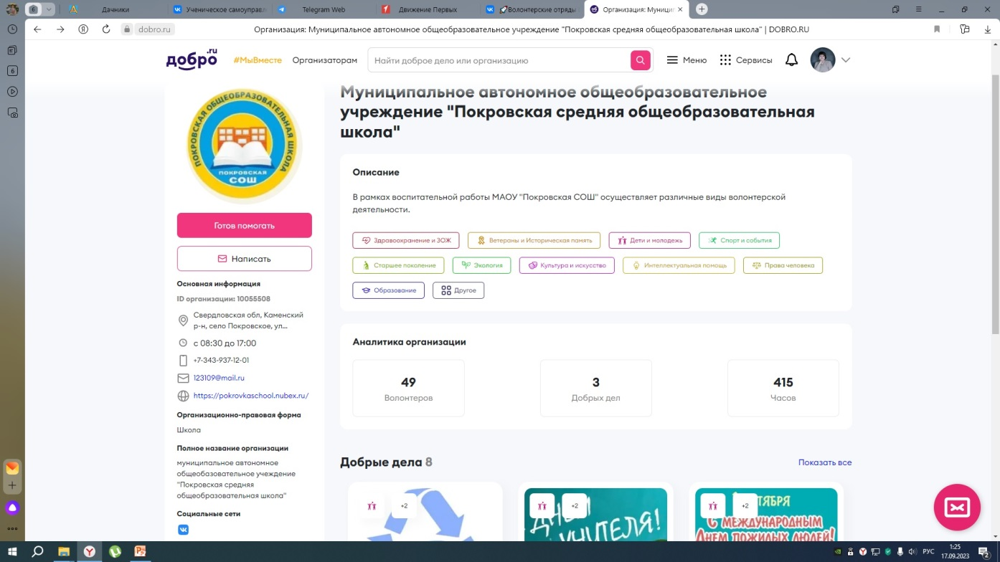 6
Дачники
Ученическое самоуправл
Telegram Web
Движение Первых
Волонтерские отряды
Организация: Муници
dobro.ru
Организация: Муниципальное автономное общеобразовательное учреждение "Покровская средняя общеобразовательная школа" | DOBRO.RU
6
добро.ru
#МыВместе
Организаторам
Найти доброе дело или организацию
Меню
Сервисы
ПОКРОВСКАЯ ОБЩЕОБРАЗОВАТЕЛЬНАЯ ШКОЛА
ПОКРОВСКАЯ
СОШ
Готов помогать
Написать
Основная информация
ID организации: 10055508
Свердловская обл, Каменский
р-н, село Покровское, ул...
с 08:30 до 17:00
+7-343-937-12-01
123109@mail.ru
https://pokrovkaschool.nubex.ru/
Организационно-правовая форма
Школа
Полное название организации
муниципальное автономное
общеобазовательное учеждение
"Покровская средняя
общеобразовательная школа"
Социальные сети
Муниципальное автономное общеобразовательное
учреждение "Покровская средняя общеобразовательная
школа"
Описание
В рамках воспитательной работы МАОУ "Покровская СОШ" осуществляет различные виды волонтерской
деятельности.
Здравоохранение и ЗОЖ
Ветераны и Историческая память
Дети и молодежь
Спорт и события
Старшее поколение
Экология
Культура и искусство
Интеллектуальная помощь
Права человека
Образование
Другое
Аналитика организации
49
Волонтеров
3
Добрых дел
415
Часов
Добрые дела 8
Показать все
+2
+2
ДНЁМ
УЧИТЕЛЯ!
+2
ТЯБРЯ
С МЕЖДУНАРОДНЫМ
ДНЕМ ПОЖИЛЫХ ЛЮДЕЙ!
РУС
1:25
17.09.2023
2